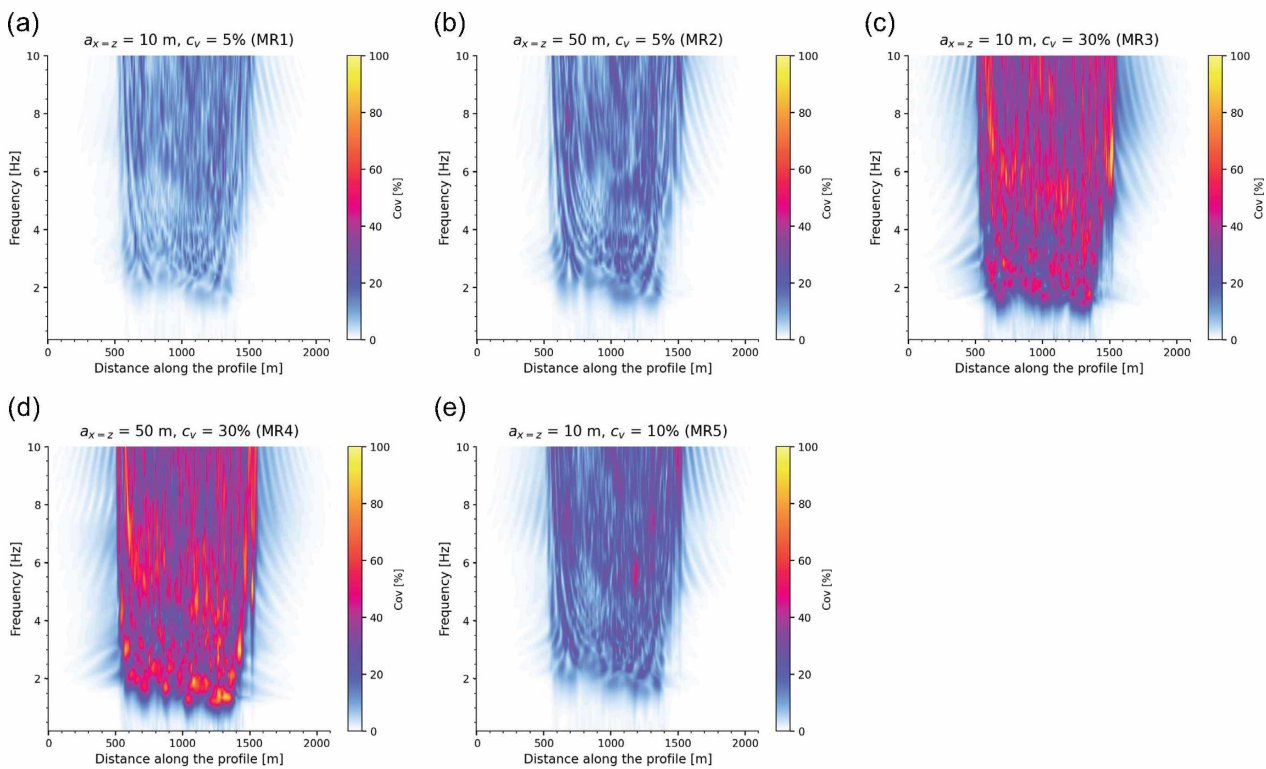 (a)
a_{x=z} = 10 m, c_v = 5% (MR1)
10
8
6
4
2
Frequency [Hz]
0 500 1000 1500 2000
Distance along the profile [m]
100
80
60
40
20
0
Cov [%]
(b)
a_{x=z} = 50 m, c_v = 5% (MR2)
10
8
6
4
2
Frequency [Hz]
0 500 1000 1500 2000
Distance along the profile [m]
100
80
60
40
20
0
Cov [%]
(c)
a_{x=z} = 10 m, c_v = 30% (MR3)
10
8
6
4
2
Frequency [Hz]
0 500 1000 1500 2000
Distance along the profile [m]
100
80
60
40
20
0
Cov [%]
(d)
a_{x=z} = 50 m, c_v = 30% (MR4)
10
8
6
4
2
Frequency [Hz]
0 500 1000 1500 2000
Distance along the profile [m]
100
80
60
40
20
0
Cov [%]
(e)
a_{x=z} = 10 m, c_v = 10% (MR5)
10
8
6
4
2
Frequency [Hz]
0 500 1000 1500 2000
Distance along the profile [m]
100
80
60
40
20
0
Cov [%]